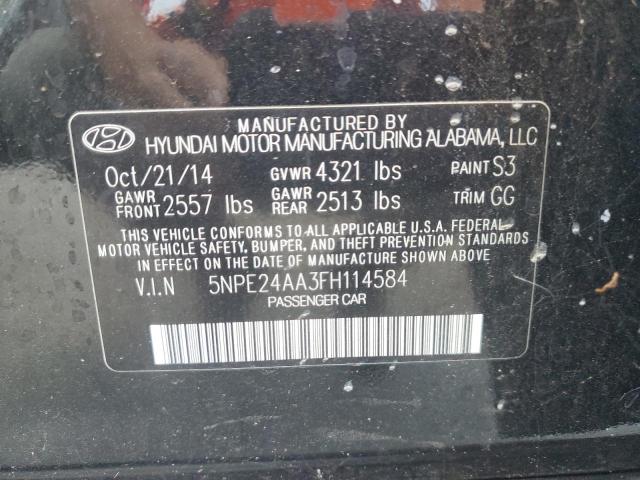 MANUFACTURED BY
HYUNDAI MOTOR MANUFACTURING ALABAMA, LLC
Oct/21/14 GVWR 4321 lbs PAINT S3
GAWR FRONT 2557 lbs GAWR REAR 2513 lbs TRIM GG
THIS VEHICLE CONFORMS TO ALL APPLICABLE U.S.A. FEDERAL
MOTOR VEHICLE SAFETY, BUMPER, AND THEFT PREVENTION STANDARDS
IN EFFECT ON THE DATE OF MANUFACTURE SHOWN ABOVE.
V.I.N 5NPE24AA3FH114584
PASSENGER CAR